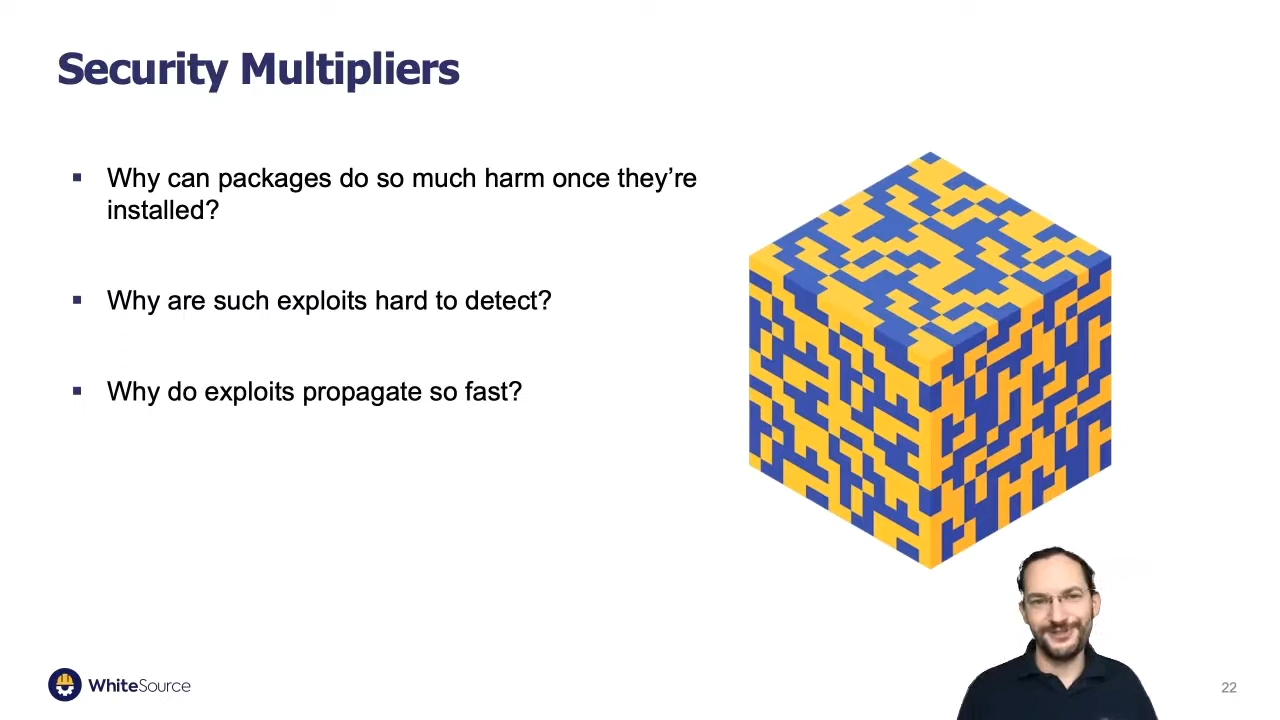 Security Multipliers
▪ Why can packages do so much harm once they’re
installed?
▪ Why are such exploits hard to detect?
▪ Why do exploits propagate so fast?
WhiteSource
22